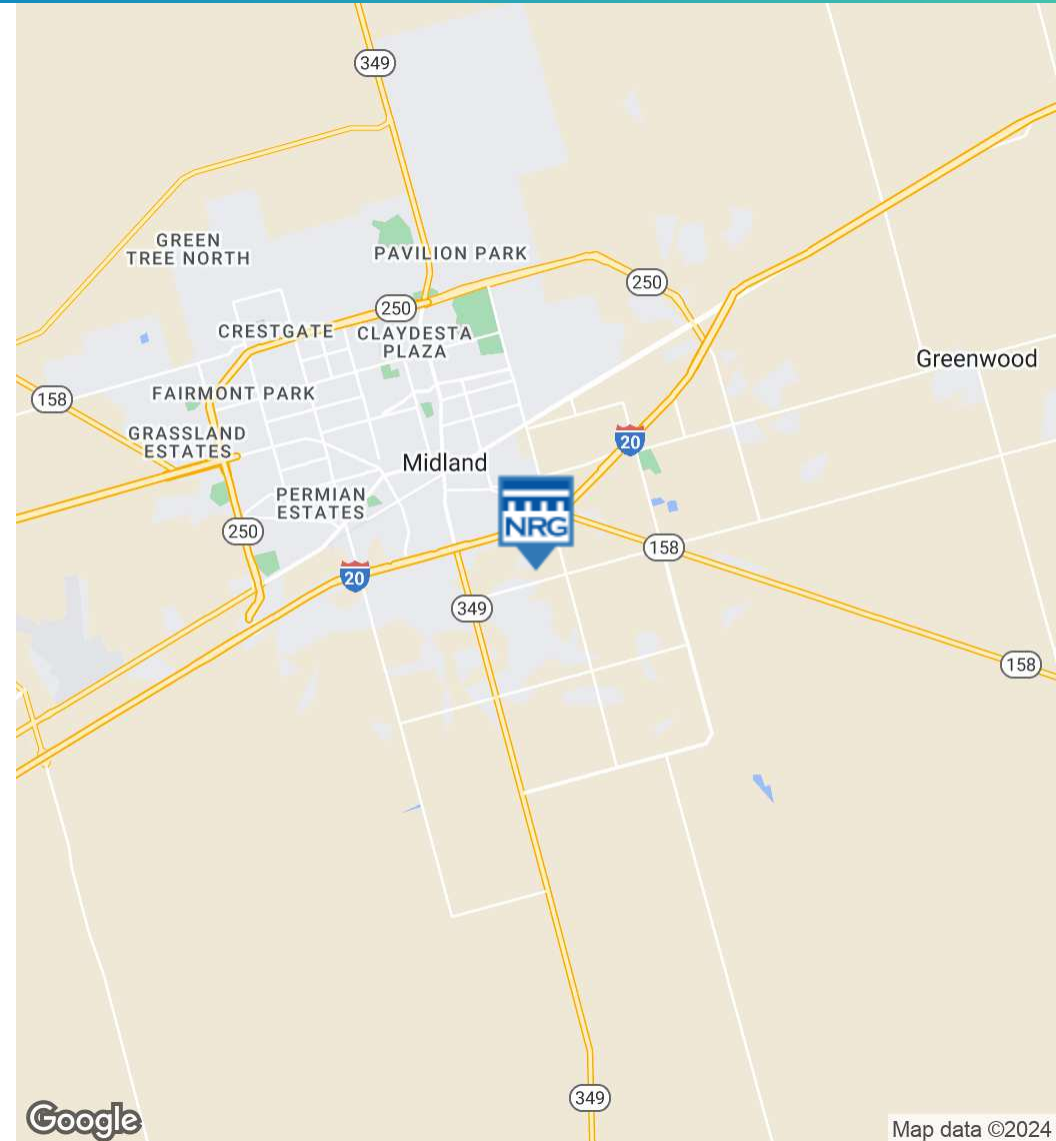 349
GREEN
TREE NORTH
PAVILION PARK
250
250
CRESTGATE
CLAYDESTA
PLAZA
Greenwood
158
FAIRMONT PARK
GRASSLAND
ESTATES
20
Midland
PERMIAN
ESTATES
NRG
250
158
20
349
158
349
Google
Map data ©2024